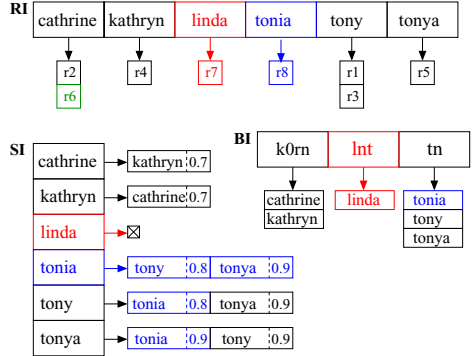 RI
cathrine kathryn linda tonia tony tonya
r2 r4 r7 r8 r1 r5
r6 r3
SI
cathrine kathryn 0.7
kathryn cathrine 0.7
linda
tonia tony 0.8 tonya 0.9
tony tonia 0.8 tonya 0.9
tonya tonia 0.9 tony 0.9
BI
k0rn lnt tn
cathrine linda tonia
kathryn tony
tonya